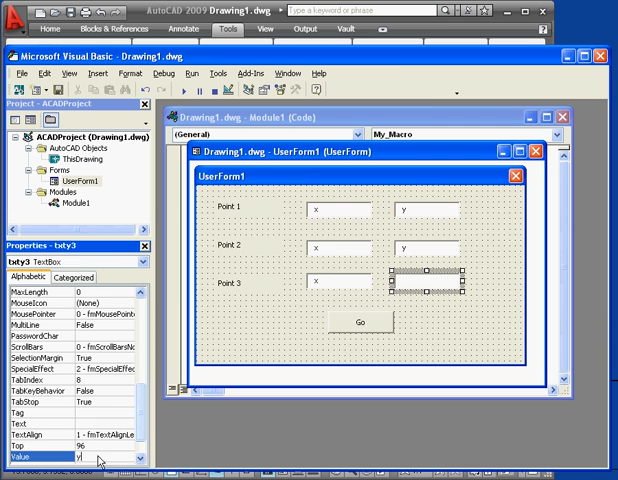 AutoCAD 2009 Drawing1.dwg
Type a keyword or phrase
Home Blocks & References Annotate Tools Output Vault
Microsoft Visual Basic - Drawing1.dwg
File Edit View Insert Format Debug Run Tools Add-Ins Window Help
Project - ACADProject
ACADProject (Drawing1.dwg)
AutoCAD Objects
ThisDrawing
Forms
UserForm1
Modules
Module1
Properties - txty3
txty3 TextBox
Alphabetic Categorized
MaxLength 0
MouseIcon (None)
MousePointer 0 - fmMousePointe
MultiLine False
PasswordChar
ScrollBars 0 - fmScrollBarsNo
SelectionMargin True
SpecialEffect 2 - fmSpecialEffec
TabIndex 8
TabKeyBehavior False
TabStop True
Tag
Text
TextAlign 1 - fmTextAlignLe
Top 96
Value y
Drawing1.dwg - Module1 (Code)
(General) My_Macro
Drawing1.dwg - UserForm1 (UserForm)
UserForm1
Point 1 x y
Point 2 x y
Point 3 x
Go